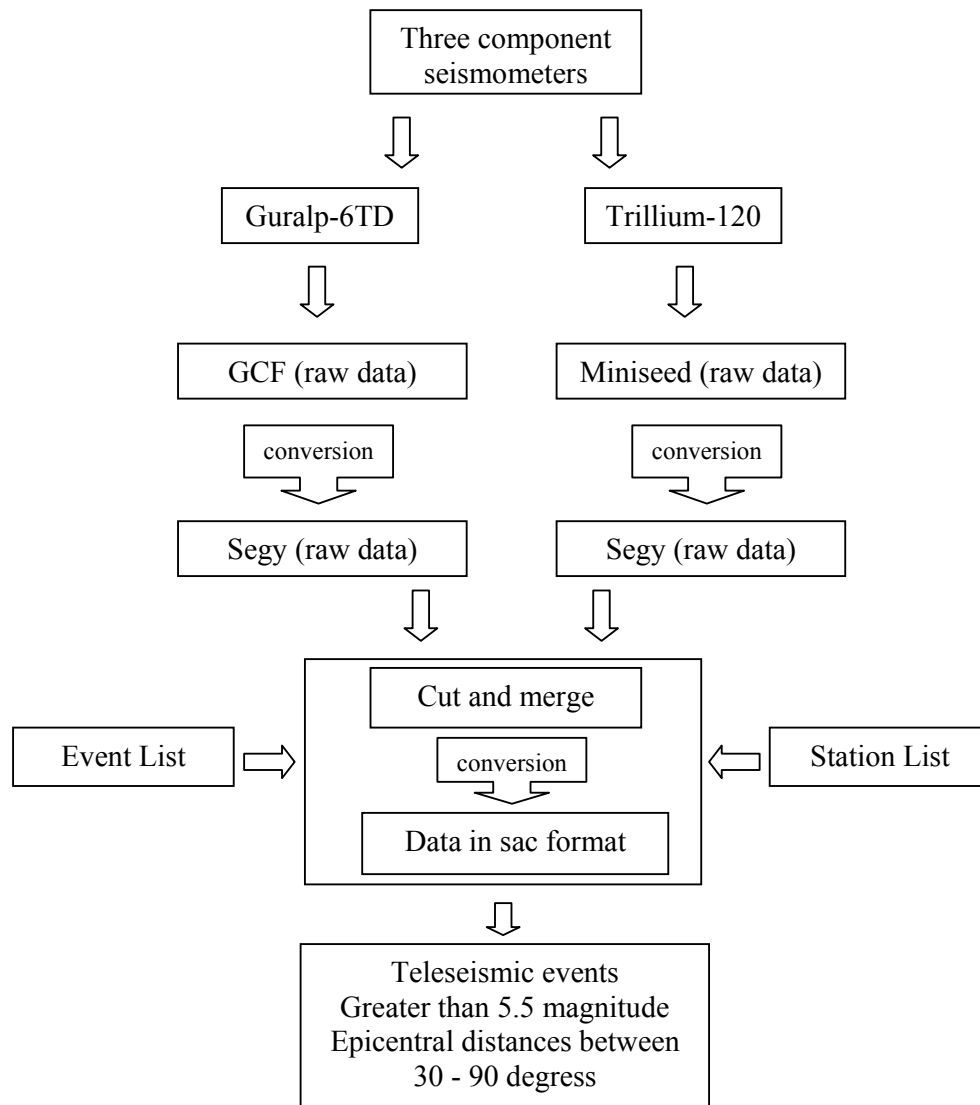 Three component
seismometers
Guralp-6TD
Trillium-120
GCF (raw data)
Miniseed (raw data)
conversion
conversion
Segy (raw data)
Segy (raw data)
Cut and merge
Event List
conversion
Station List
Data in sac format
Teleseismic events
Greater than 5.5 magnitude
Epicentral distances between
30 - 90 degress